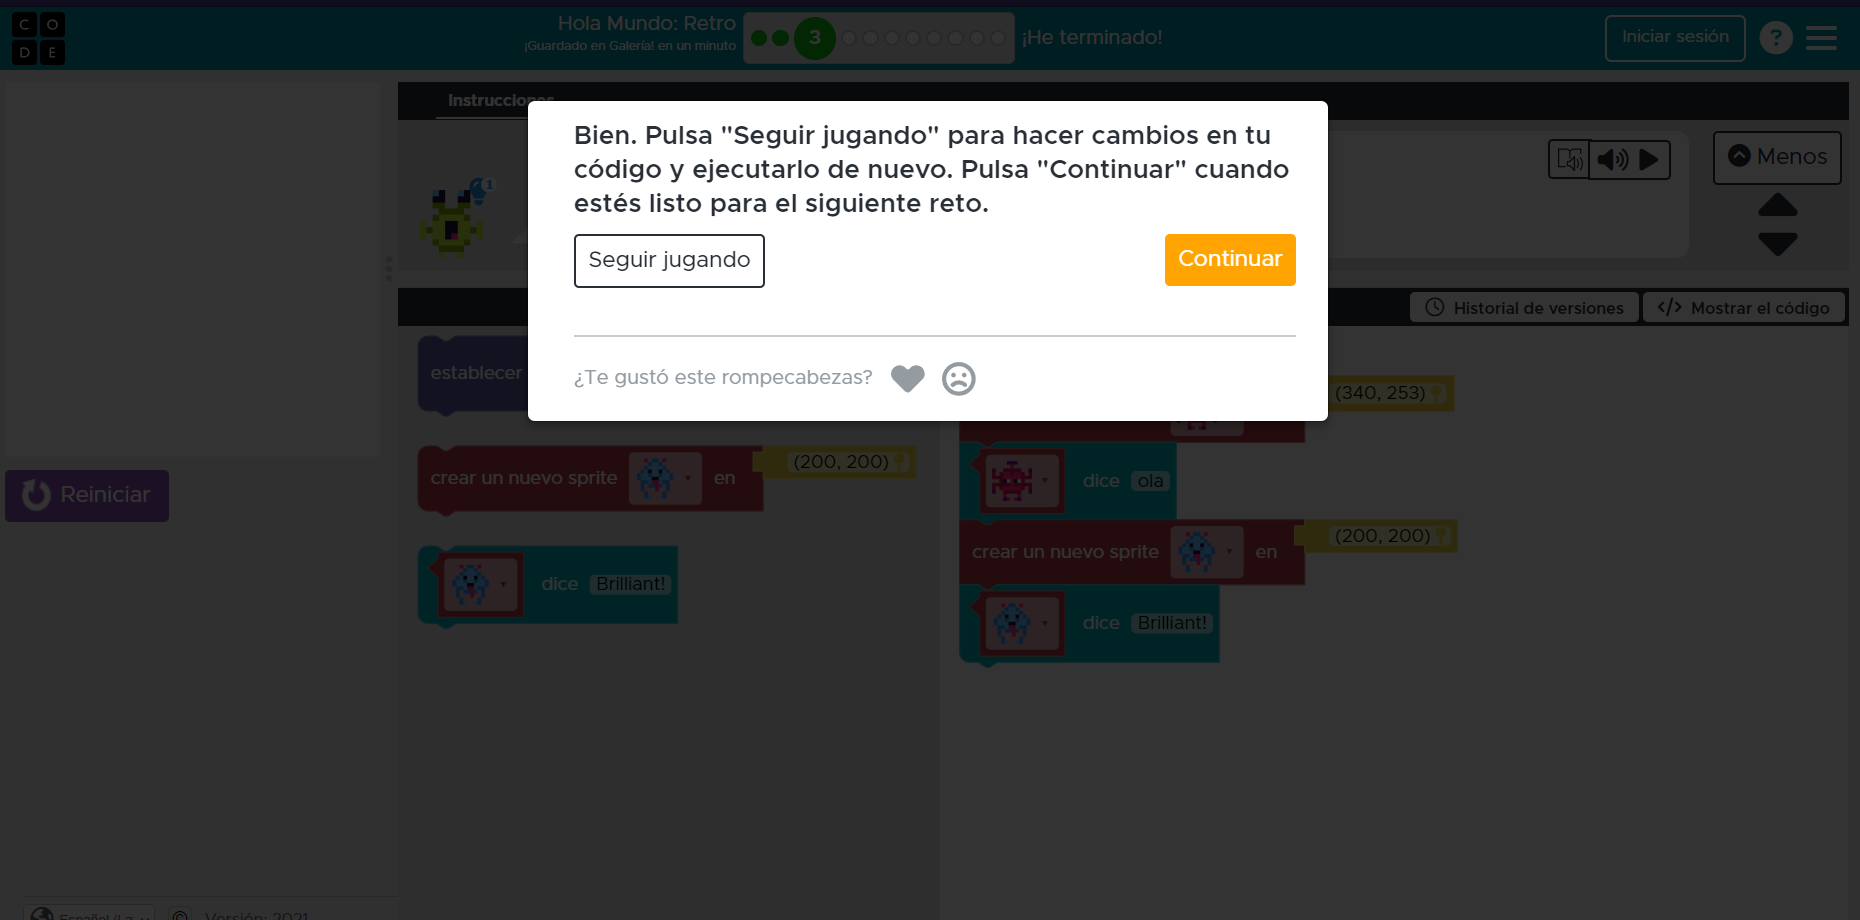 CODE
Hola Mundo: Retro
¡Guardado en Galería! en un minuto
3
¡He terminado!
Iniciar sesión
?
Instrucciones
1
Menos
Bien. Pulsa "Seguir jugando" para hacer cambios en tu
código y ejecutarlo de nuevo. Pulsa "Continuar" cuando
estés listo para el siguiente reto.
Seguir jugando
Continuar
¿Te gustó este rompecabezas?
Historial de versiones
</> Mostrar el código
establecer
(340, 253)
crear un nuevo sprite en (200, 200)
dice Brilliant!
dice ola
crear un nuevo sprite en (200, 200)
dice Brilliant!
Reiniciar
Versión: 2021